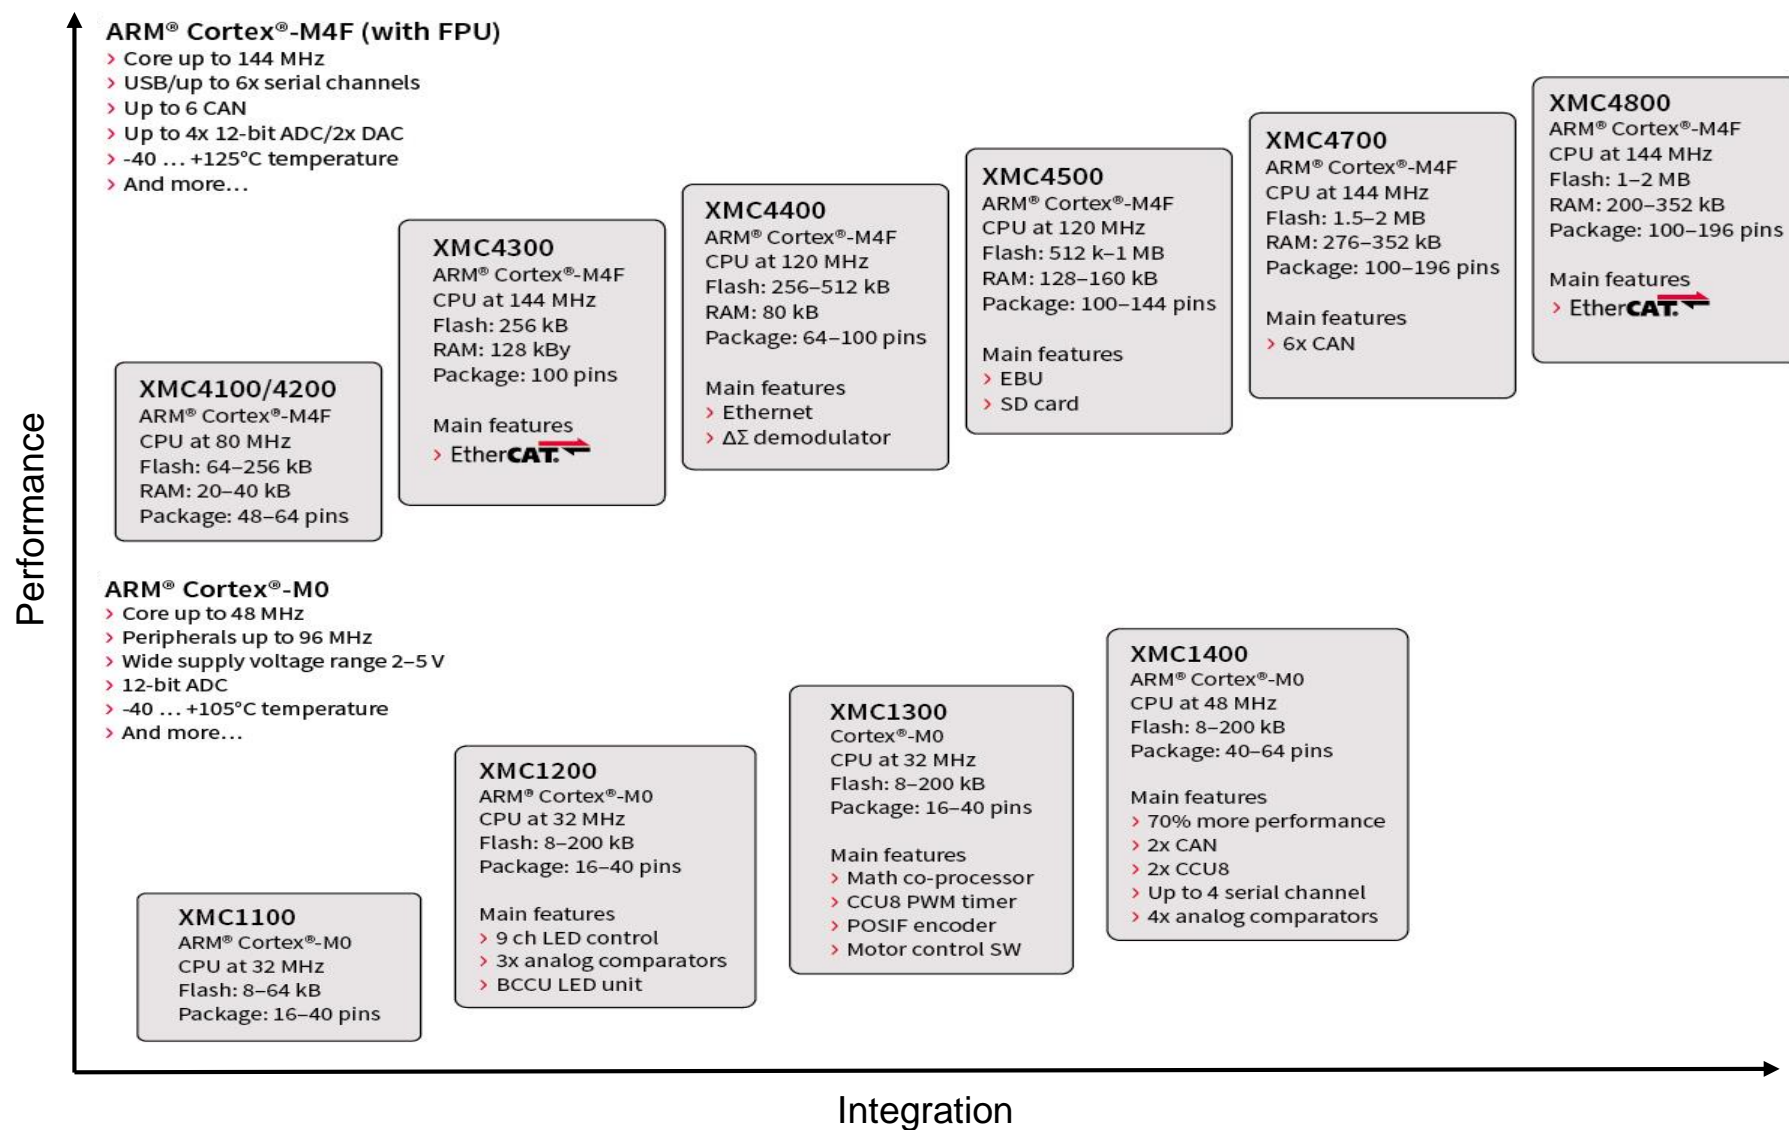 ARM® Cortex®-M4F (with FPU)
> Core up to 144 MHz
> USB/up to 6x serial channels
> Up to 6 CAN
> Up to 4x 12-bit ADC/2x DAC
> -40 … +125°C temperature
> And more…
XMC4100/4200
ARM® Cortex®-M4F
CPU at 80 MHz
Flash: 64–256 kB
RAM: 20–40 kB
Package: 48–64 pins
XMC4300
ARM® Cortex®-M4F
CPU at 144 MHz
Flash: 256 kB
RAM: 128 kBy
Package: 100 pins
Main features
> EtherCAT.
XMC4400
ARM® Cortex®-M4F
CPU at 120 MHz
Flash: 256–512 kB
RAM: 80 kB
Package: 64–100 pins
Main features
> Ethernet
> ΔΣ demodulator
XMC4500
ARM® Cortex®-M4F
CPU at 120 MHz
Flash: 512 k–1 MB
RAM: 128–160 kB
Package: 100–144 pins
Main features
> EBU
> SD card
XMC4700
ARM® Cortex®-M4F
CPU at 144 MHz
Flash: 1.5–2 MB
RAM: 276–352 kB
Package: 100–196 pins
Main features
> 6x CAN
XMC4800
ARM® Cortex®-M4F
CPU at 144 MHz
Flash: 1–2 MB
RAM: 200–352 kB
Package: 100–196 pins
Main features
> EtherCAT.
Performance
ARM® Cortex®-M0
> Core up to 48 MHz
> Peripherals up to 96 MHz
> Wide supply voltage range 2–5 V
> 12-bit ADC
> -40 … +105°C temperature
> And more…
XMC1100
ARM® Cortex®-M0
CPU at 32 MHz
Flash: 8–64 kB
Package: 16–40 pins
XMC1200
ARM® Cortex®-M0
CPU at 32 MHz
Flash: 8–200 kB
Package: 16–40 pins
Main features
> 9 ch LED control
> 3x analog comparators
> BCCU LED unit
XMC1300
Cortex®-M0
CPU at 32 MHz
Flash: 8–200 kB
Package: 16–40 pins
Main features
> Math co-processor
> CCU8 PWM timer
> POSIF encoder
> Motor control SW
XMC1400
ARM® Cortex®-M0
CPU at 48 MHz
Flash: 8–200 kB
Package: 40–64 pins
Main features
> 70% more performance
> 2x CAN
> 2x CCU8
> Up to 4 serial channel
> 4x analog comparators
Integration